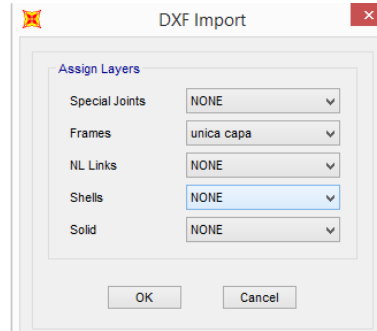 DXF Import
Assign Layers
Special Joints NONE
Frames unica capa
NL Links NONE
Shells NONE
Solid NONE
OK Cancel